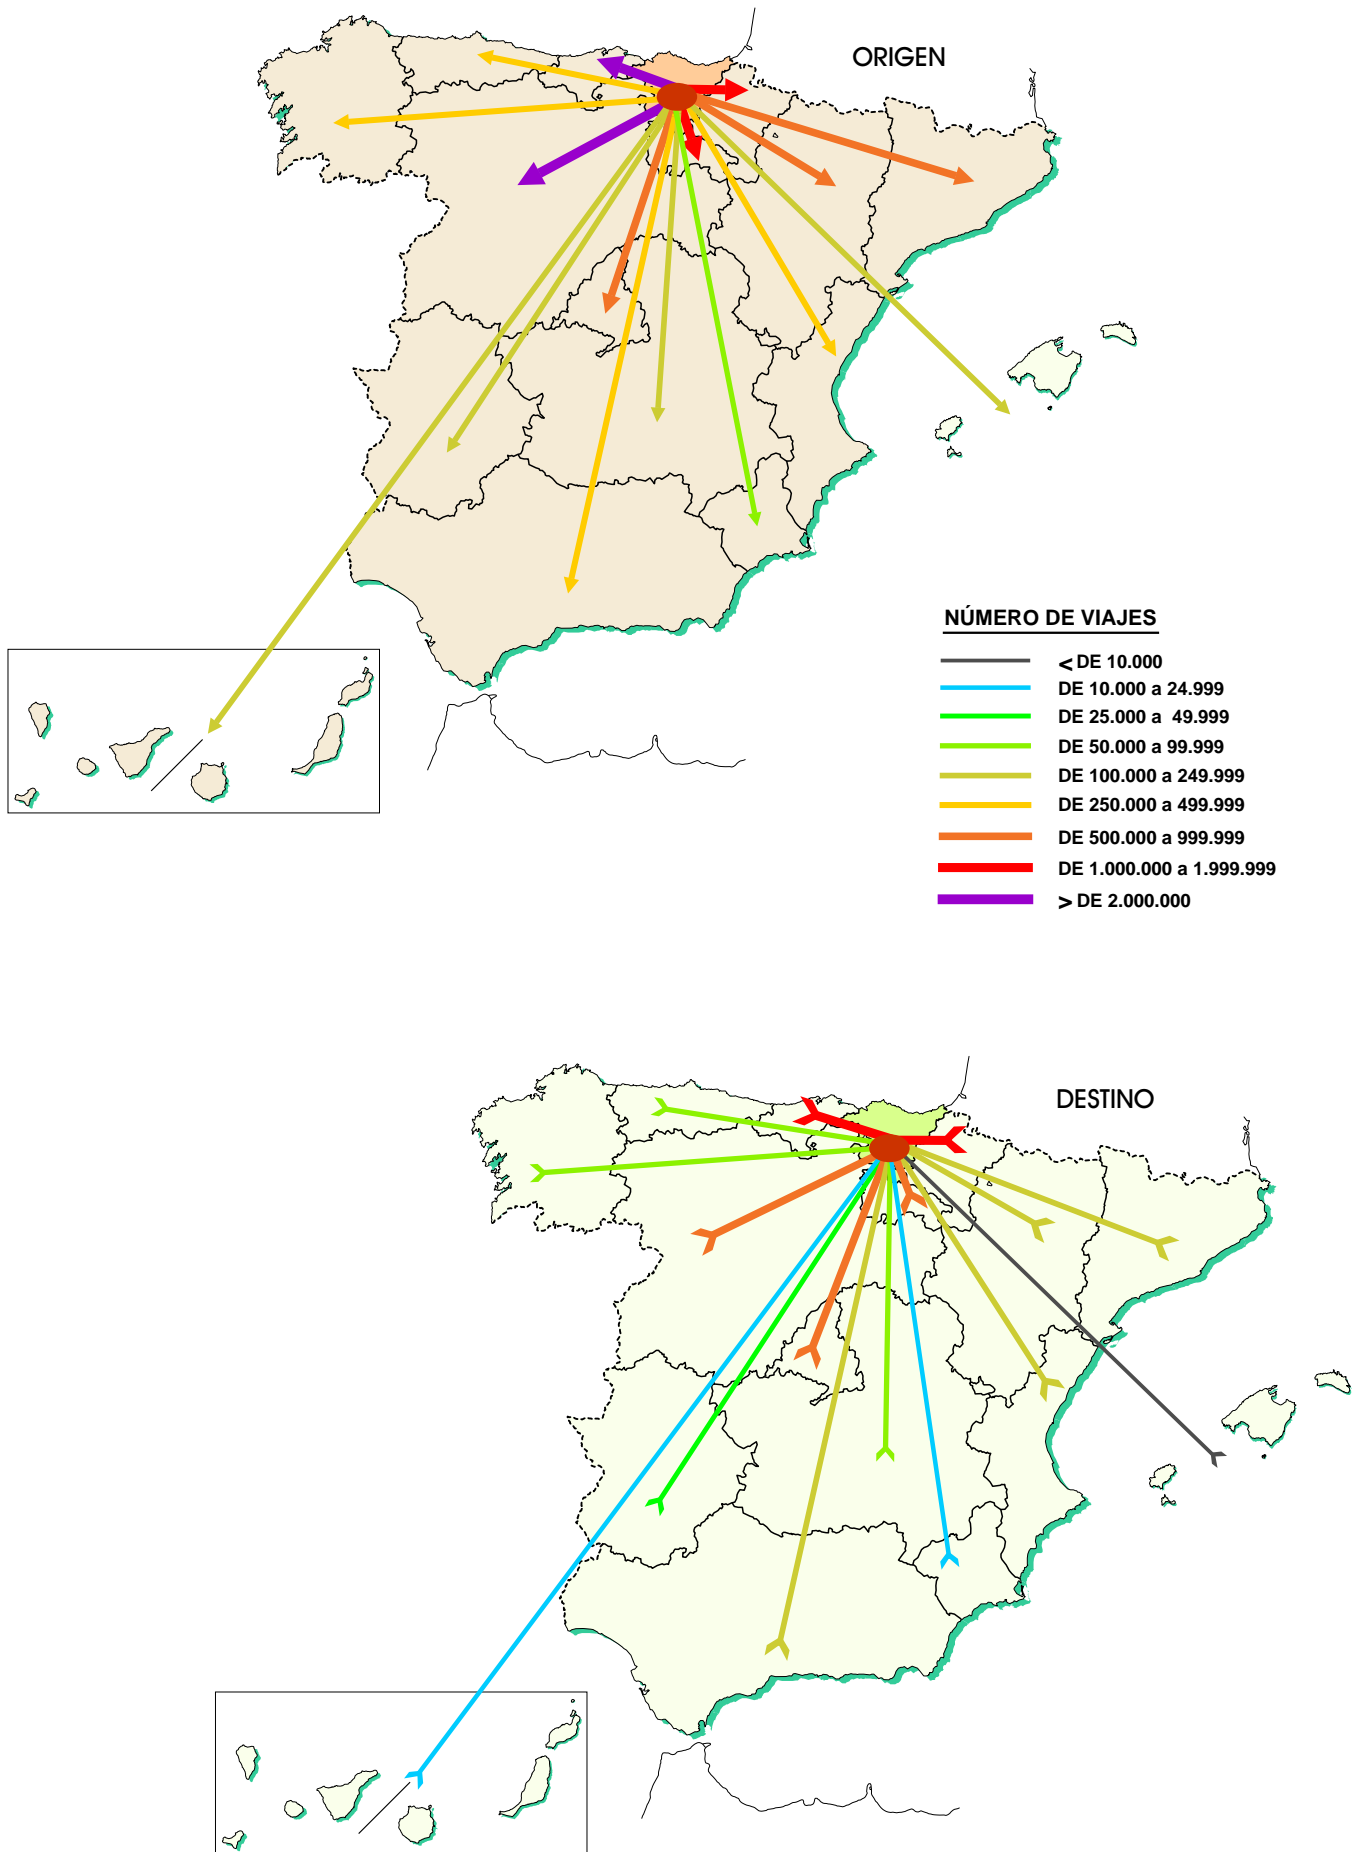 ORIGEN
NÚMERO DE VIAJES
< DE 10.000
DE 10.000 a 24.999
DE 25.000 a 49.999
DE 50.000 a 99.999
DE 100.000 a 249.999
DE 250.000 a 499.999
DE 500.000 a 999.999
DE 1.000.000 a 1.999.999
> DE 2.000.000
DESTINO